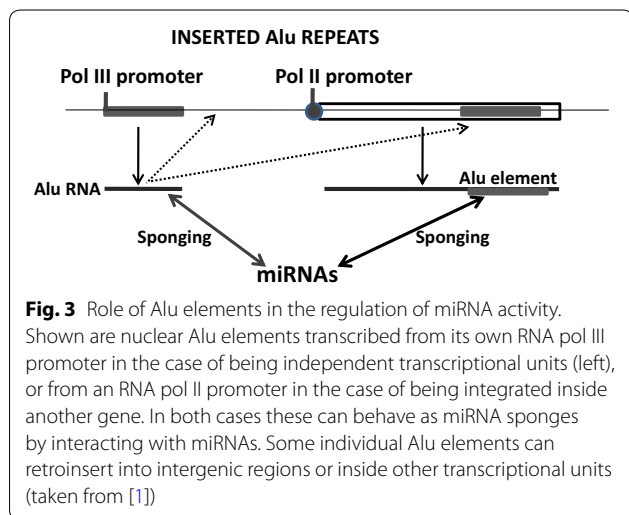 INSERTED Alu REPEATS
Pol III promoter
Pol II promoter
Alu RNA
Alu element
Sponging
Sponging
miRNAs
Fig. 3 Role of Alu elements in the regulation of miRNA activity.
Shown are nuclear Alu elements transcribed from its own RNA pol III
promoter in the case of being independent transcriptional units (left),
or from an RNA pol II promoter in the case of being integrated inside
another gene. In both cases these can behave as miRNA sponges
by interacting with miRNAs. Some individual Alu elements can
retroinsert into intergenic regions or inside other transcriptional units
(taken from [1])